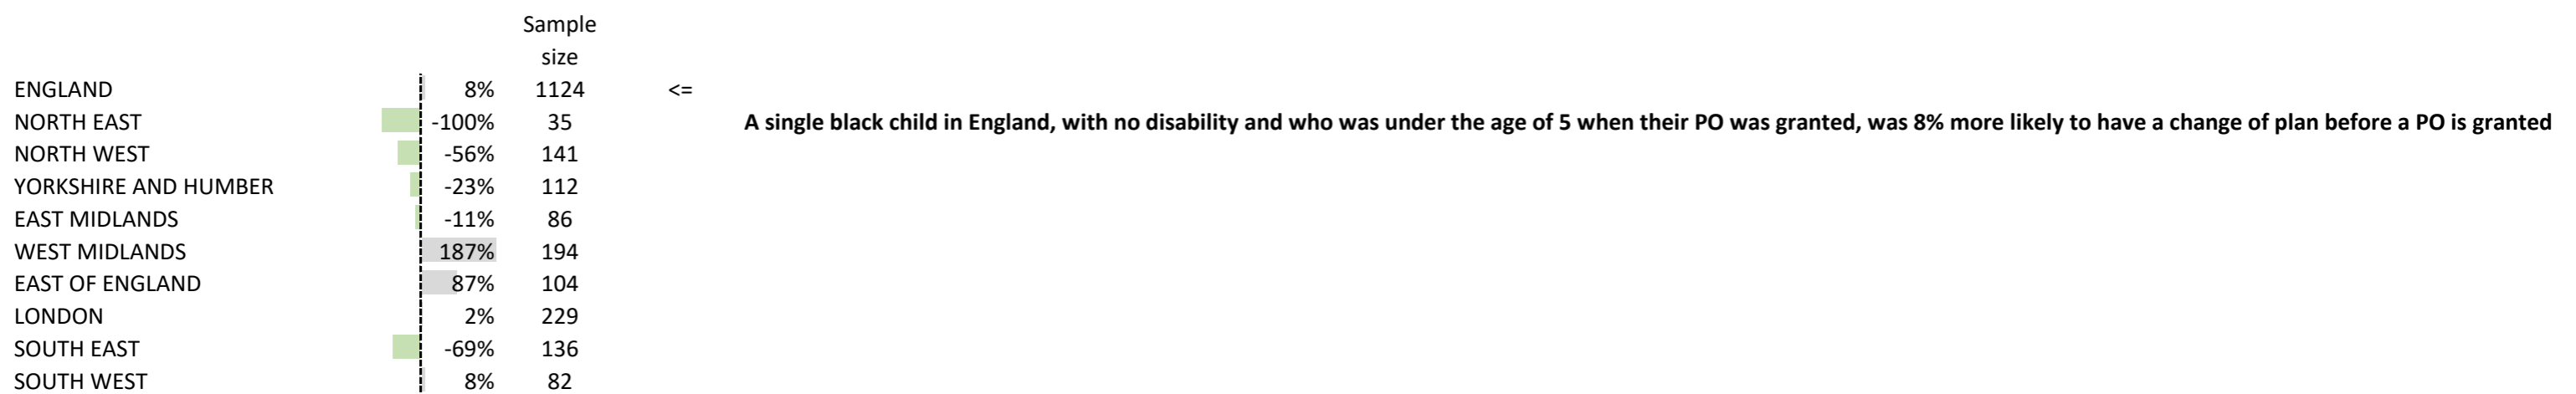 Sample
size
ENGLAND 8% 1124 <=
NORTH EAST -100% 35 A single black child in England, with no disability and who was under the age of 5 when their PO was granted, was 8% more likely to have a change of plan before a PO is granted
NORTH WEST -56% 141
YORKSHIRE AND HUMBER -23% 112
EAST MIDLANDS -11% 86
WEST MIDLANDS 187% 194
EAST OF ENGLAND 87% 104
LONDON 2% 229
SOUTH EAST -69% 136
SOUTH WEST 8% 82